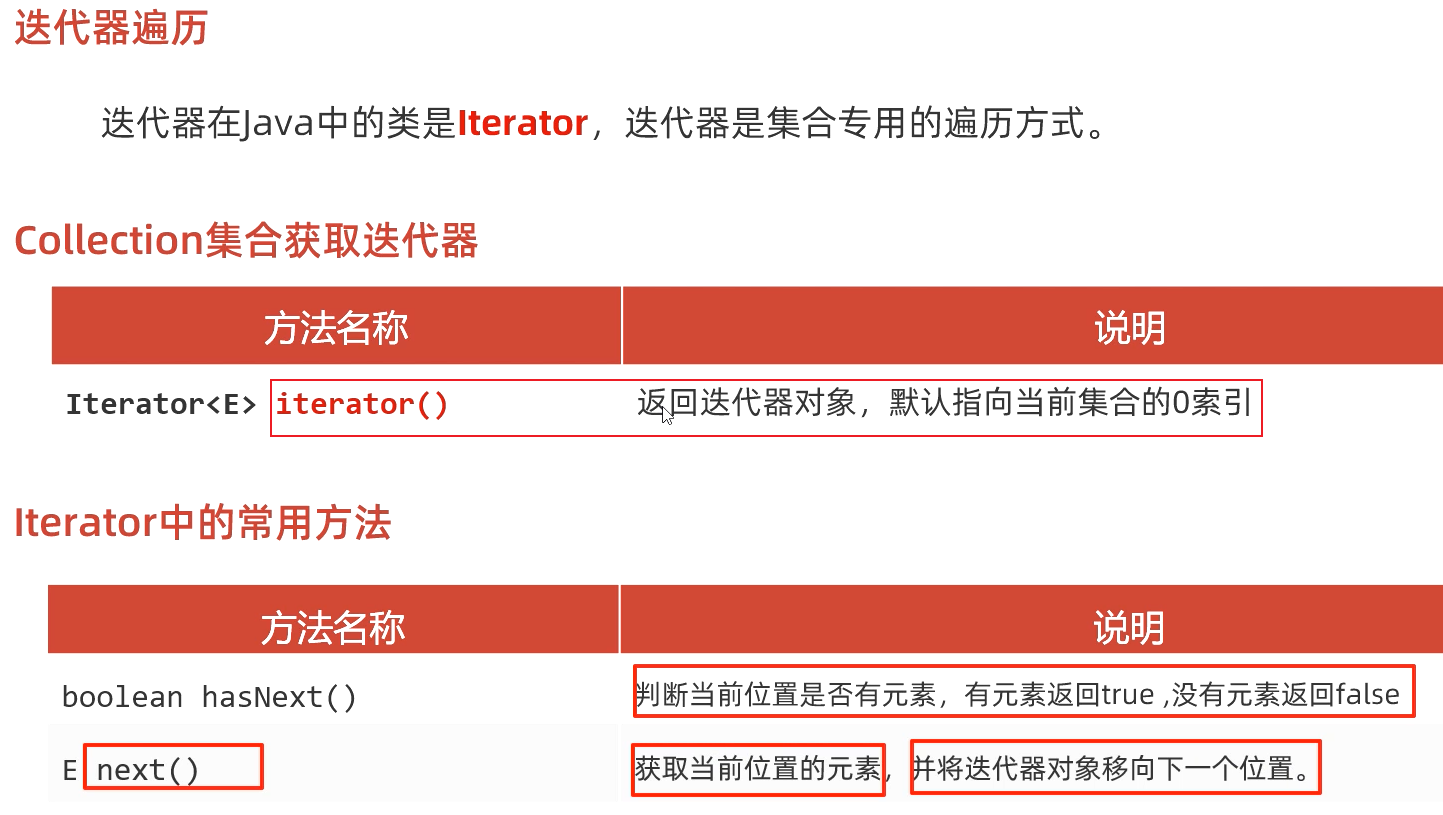 迭代器遍历
迭代器在Java中的类是Iterator，迭代器是集合专用的遍历方式。
Collection集合获取迭代器
方法名称 说明
Iterator<E> iterator() 返回迭代器对象，默认指向当前集合的0索引
Iterator中的常用方法
方法名称 说明
boolean hasNext() 判断当前位置是否有元素，有元素返回true ,没有元素返回false
E next() 获取当前位置的元素，并将迭代器对象移向下一个位置。